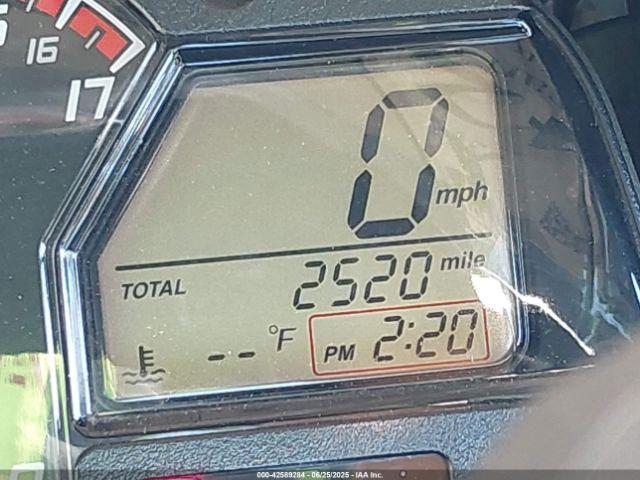 16
17
0 mph
TOTAL 2520 mile
-- °F PM 2:20
000-42589284 - 06/25/2025 - IAA Inc.